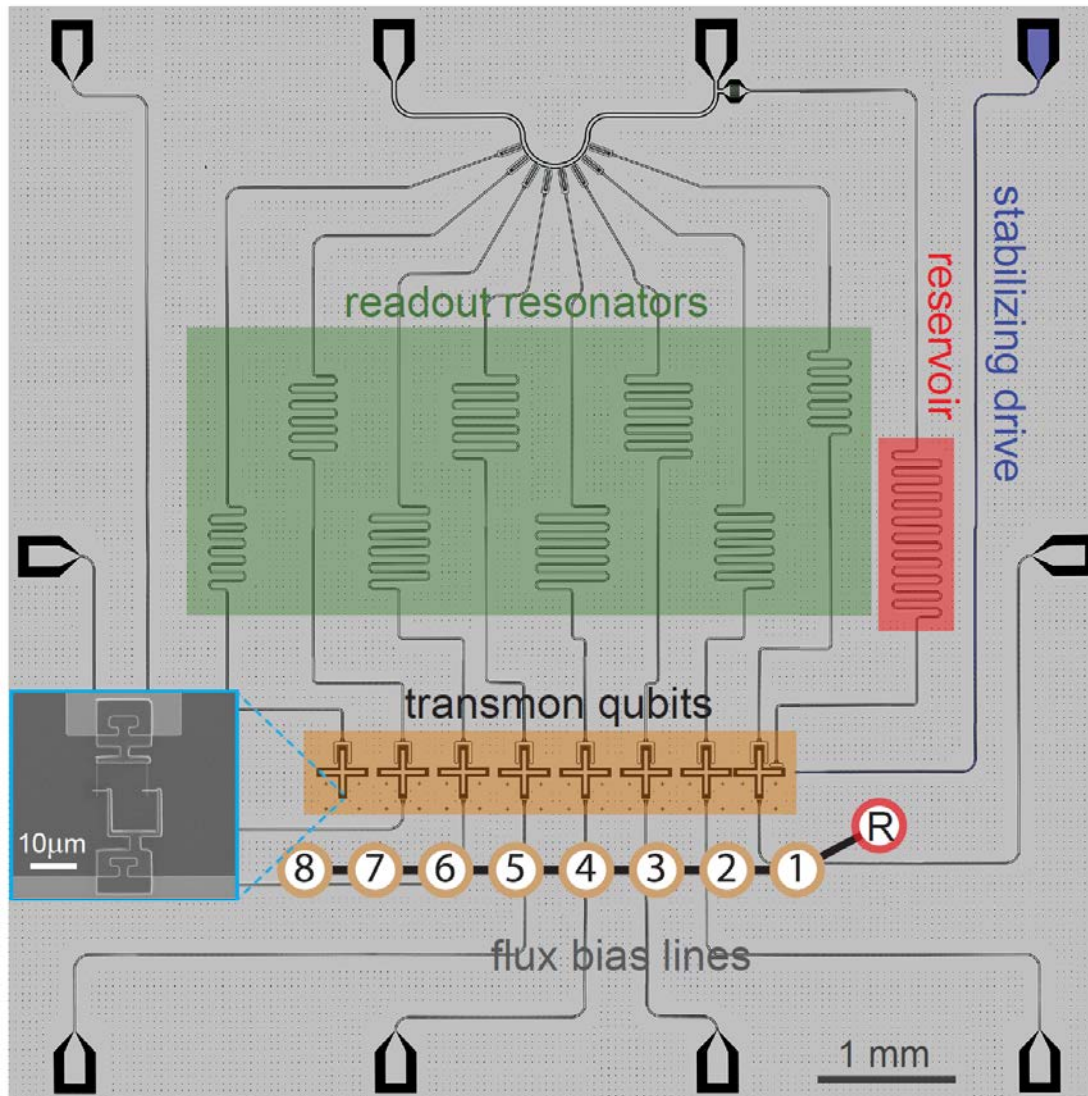 readout resonators
reservoir
stabilizing drive
transmon qubits
10μm
R
8 7 6 5 4 3 2 1
flux bias lines
1 mm